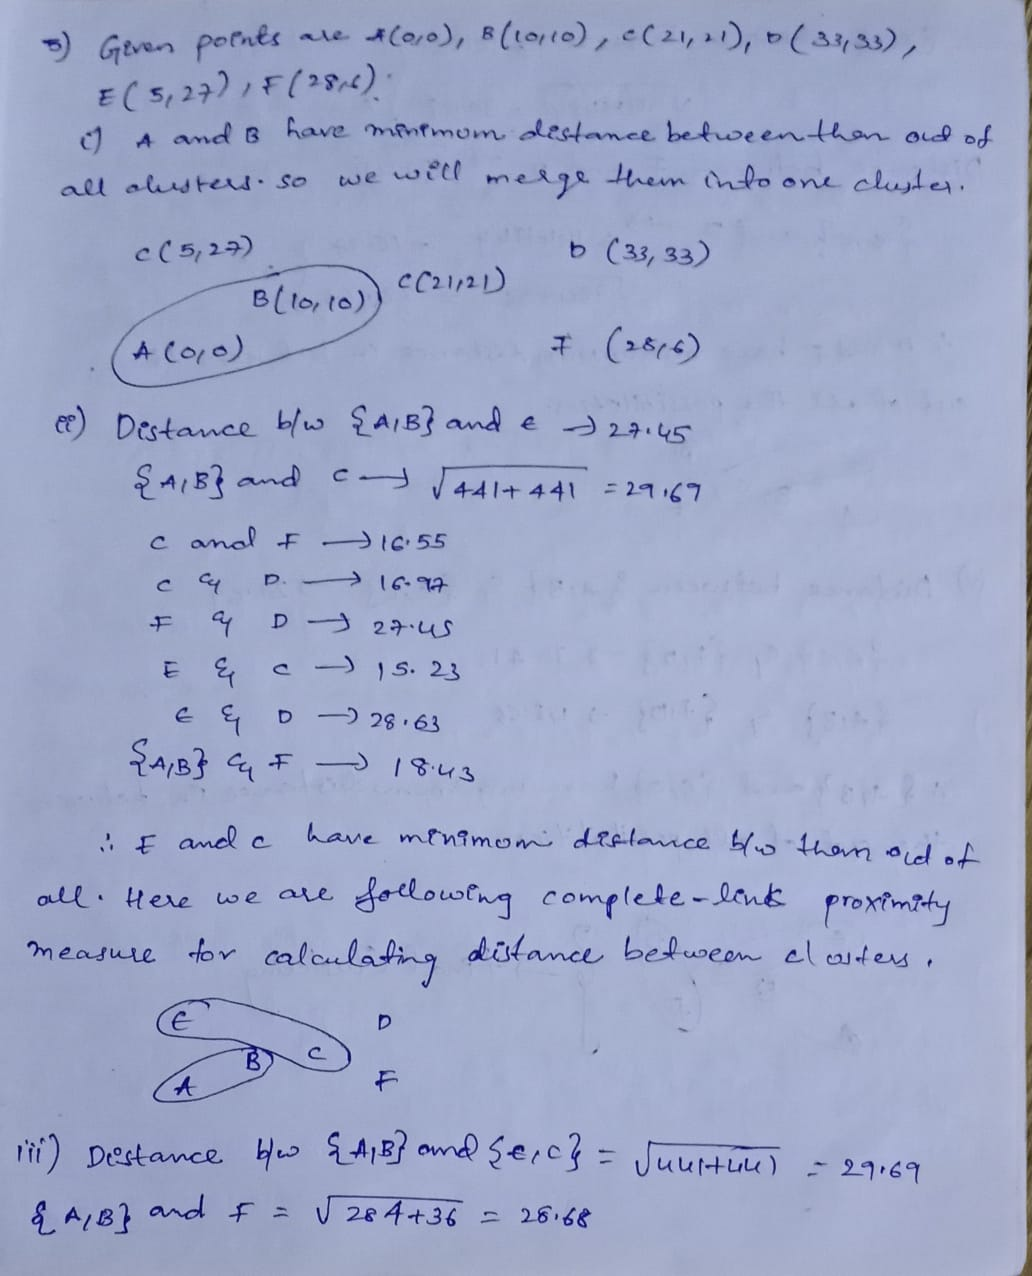 3) Given points are A(0,0), B(10,10), C(21,21), D(33,33),
E(5,27), F(28,6).
i) A and B have minimum distance between them out of
all clusters. so we will merge them into one cluster.
C(5,27)
D (33,33)
B(10,10)
C(21,21)
A(0,0)
F (28,6)
ii) Distance b/w {A,B} and E → 27.45
{A,B} and C → √441+441 = 29.69
C and F → 16.55
C & D. → 16.97
F & D → 27.45
E & C → 15.23
E & D → 28.63
{A,B} & F → 18.43
∴ E and C have minimum distance b/w them out of
all. Here we are following complete-link proximity
measure for calculating distance between clusters.
E
D
B
C
A
F
iii) Distance b/w {A,B} and {E,C} = √441+441 = 29.69
{A,B} and F = √284+36 = 28.68